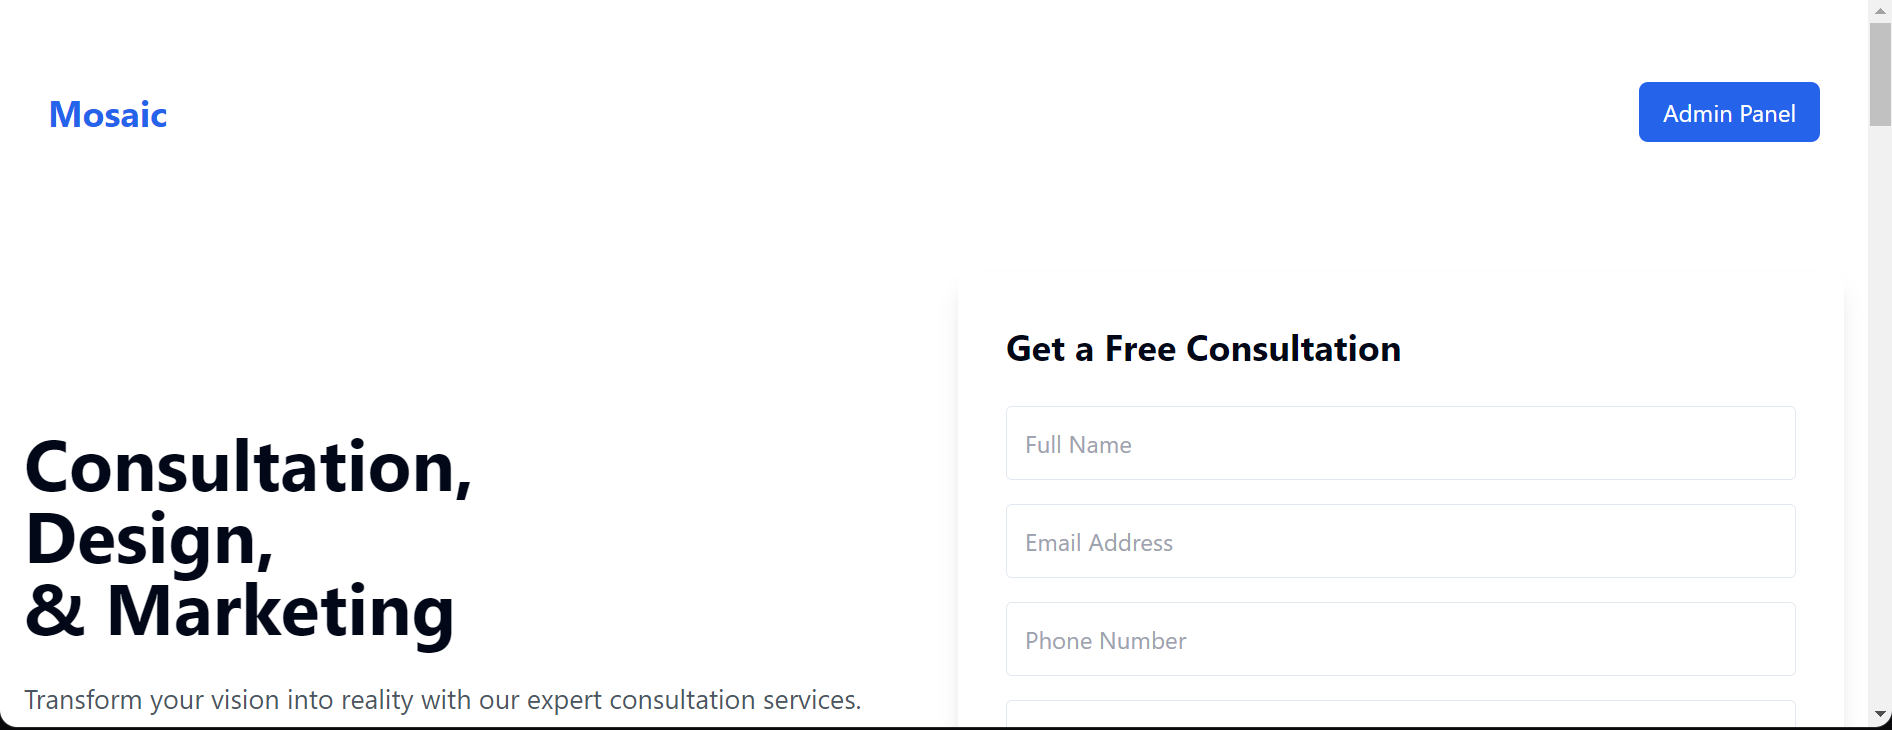 Mosaic
Admin Panel
Consultation,
Design,
& Marketing
Transform your vision into reality with our expert consultation services.
Get a Free Consultation
Full Name
Email Address
Phone Number